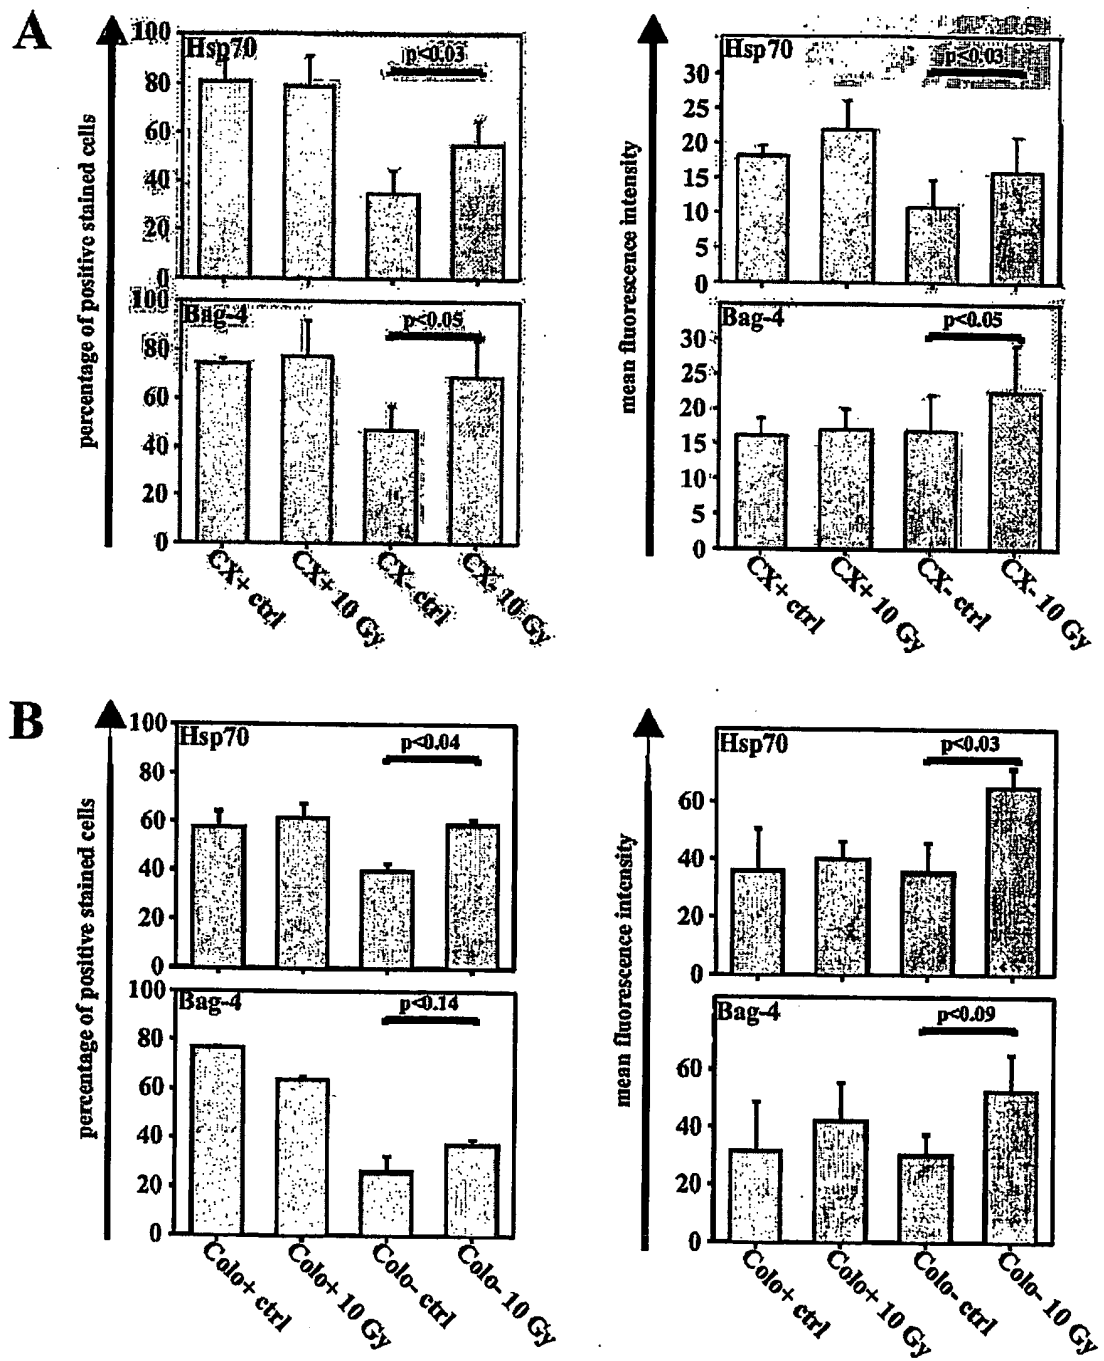 A
percentage of positive stained cells
100
80
60
40
20
0
Hsp70
p<0.03
100
80
60
40
20
0
Bag-4
p<0.05
CX+ ctrl
CX+ 10 Gy
CX- ctrl
CX- 10 Gy
mean fluorescence intensity
30
25
20
15
10
5
0
Hsp70
p<0.03
30
25
20
15
10
5
0
Bag-4
p<0.05
CX+ ctrl
CX+ 10 Gy
CX- ctrl
CX- 10 Gy
B
percentage of positive stained cells
100
80
60
40
20
0
Hsp70
p<0.04
100
80
60
40
20
0
Bag-4
p<0.14
Colo+ ctrl
Colo+ 10 Gy
Colo- ctrl
Colo- 10 Gy
mean fluorescence intensity
60
40
20
0
Hsp70
p<0.03
60
40
20
0
Bag-4
p<0.09
Colo+ ctrl
Colo+ 10 Gy
Colo- ctrl
Colo- 10 Gy